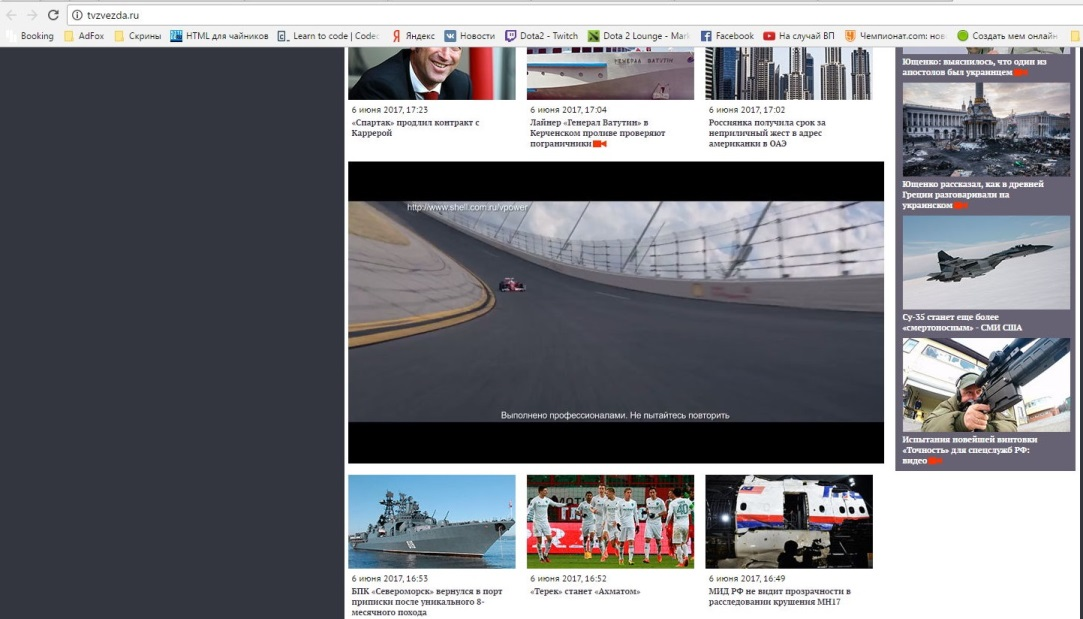 tvzvezda.ru
Booking AdFox Скрины HTML для чайников Learn to code | Codec Яндекс Новости Dota2 - Twitch Dota 2 Lounge - Mark Facebook На случай ВП Чемпионат.com: нов Создать мем онлайн
6 июня 2017, 17:23
«Спартак» продлил контракт с
Каррерой
ГЕНЕРАЛ ВАТУТИН
6 июня 2017, 17:04
Лайнер «Генерал Ватутин» в
Керченском проливе проверяют
пограничники
6 июня 2017, 17:02
Россиянка получила срок за
неприличный жест в адрес
американки в ОАЭ
http://www.shell.com.ru/vpower
Выполнено профессионалами. Не пытайтесь повторить
6 июня 2017, 16:53
БПК «Североморск» вернулся в порт
приписки после уникального 8-
месячного похода
6 июня 2017, 16:52
«Терек» станет «Ахматом»
6 июня 2017, 16:49
МИД РФ не видит прозрачности в
расследовании крушения MH17
Ющенко: выяснилось, что один из
апостолов был украинцем
Ющенко рассказал, как в древней
Греции разговаривали на
украинском
Су-35 станет еще более
«смертоносным» - СМИ США
Испытания новейшей винтовки
«Точность» для спецслужб РФ:
видео